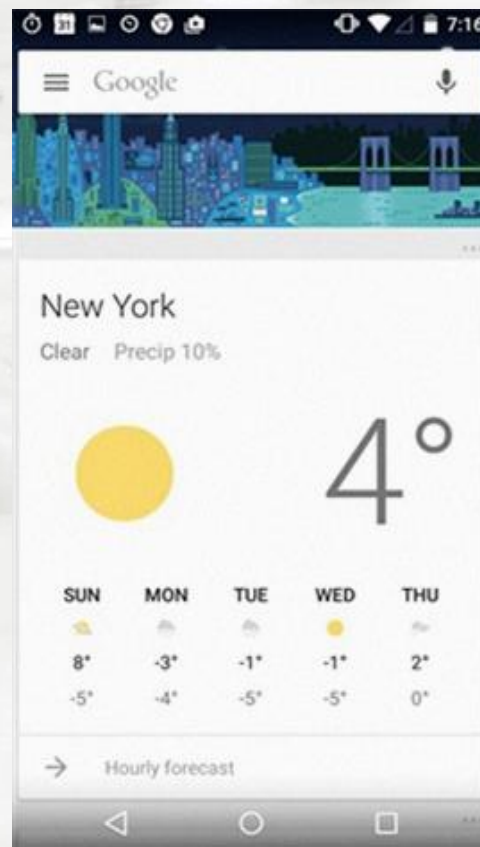 31 7:16
Google
New York
Clear Precip 10%
4°
SUN MON TUE WED THU
8° -3° -1° -1° 2°
-5° -4° -5° -5° 0°
Hourly forecast